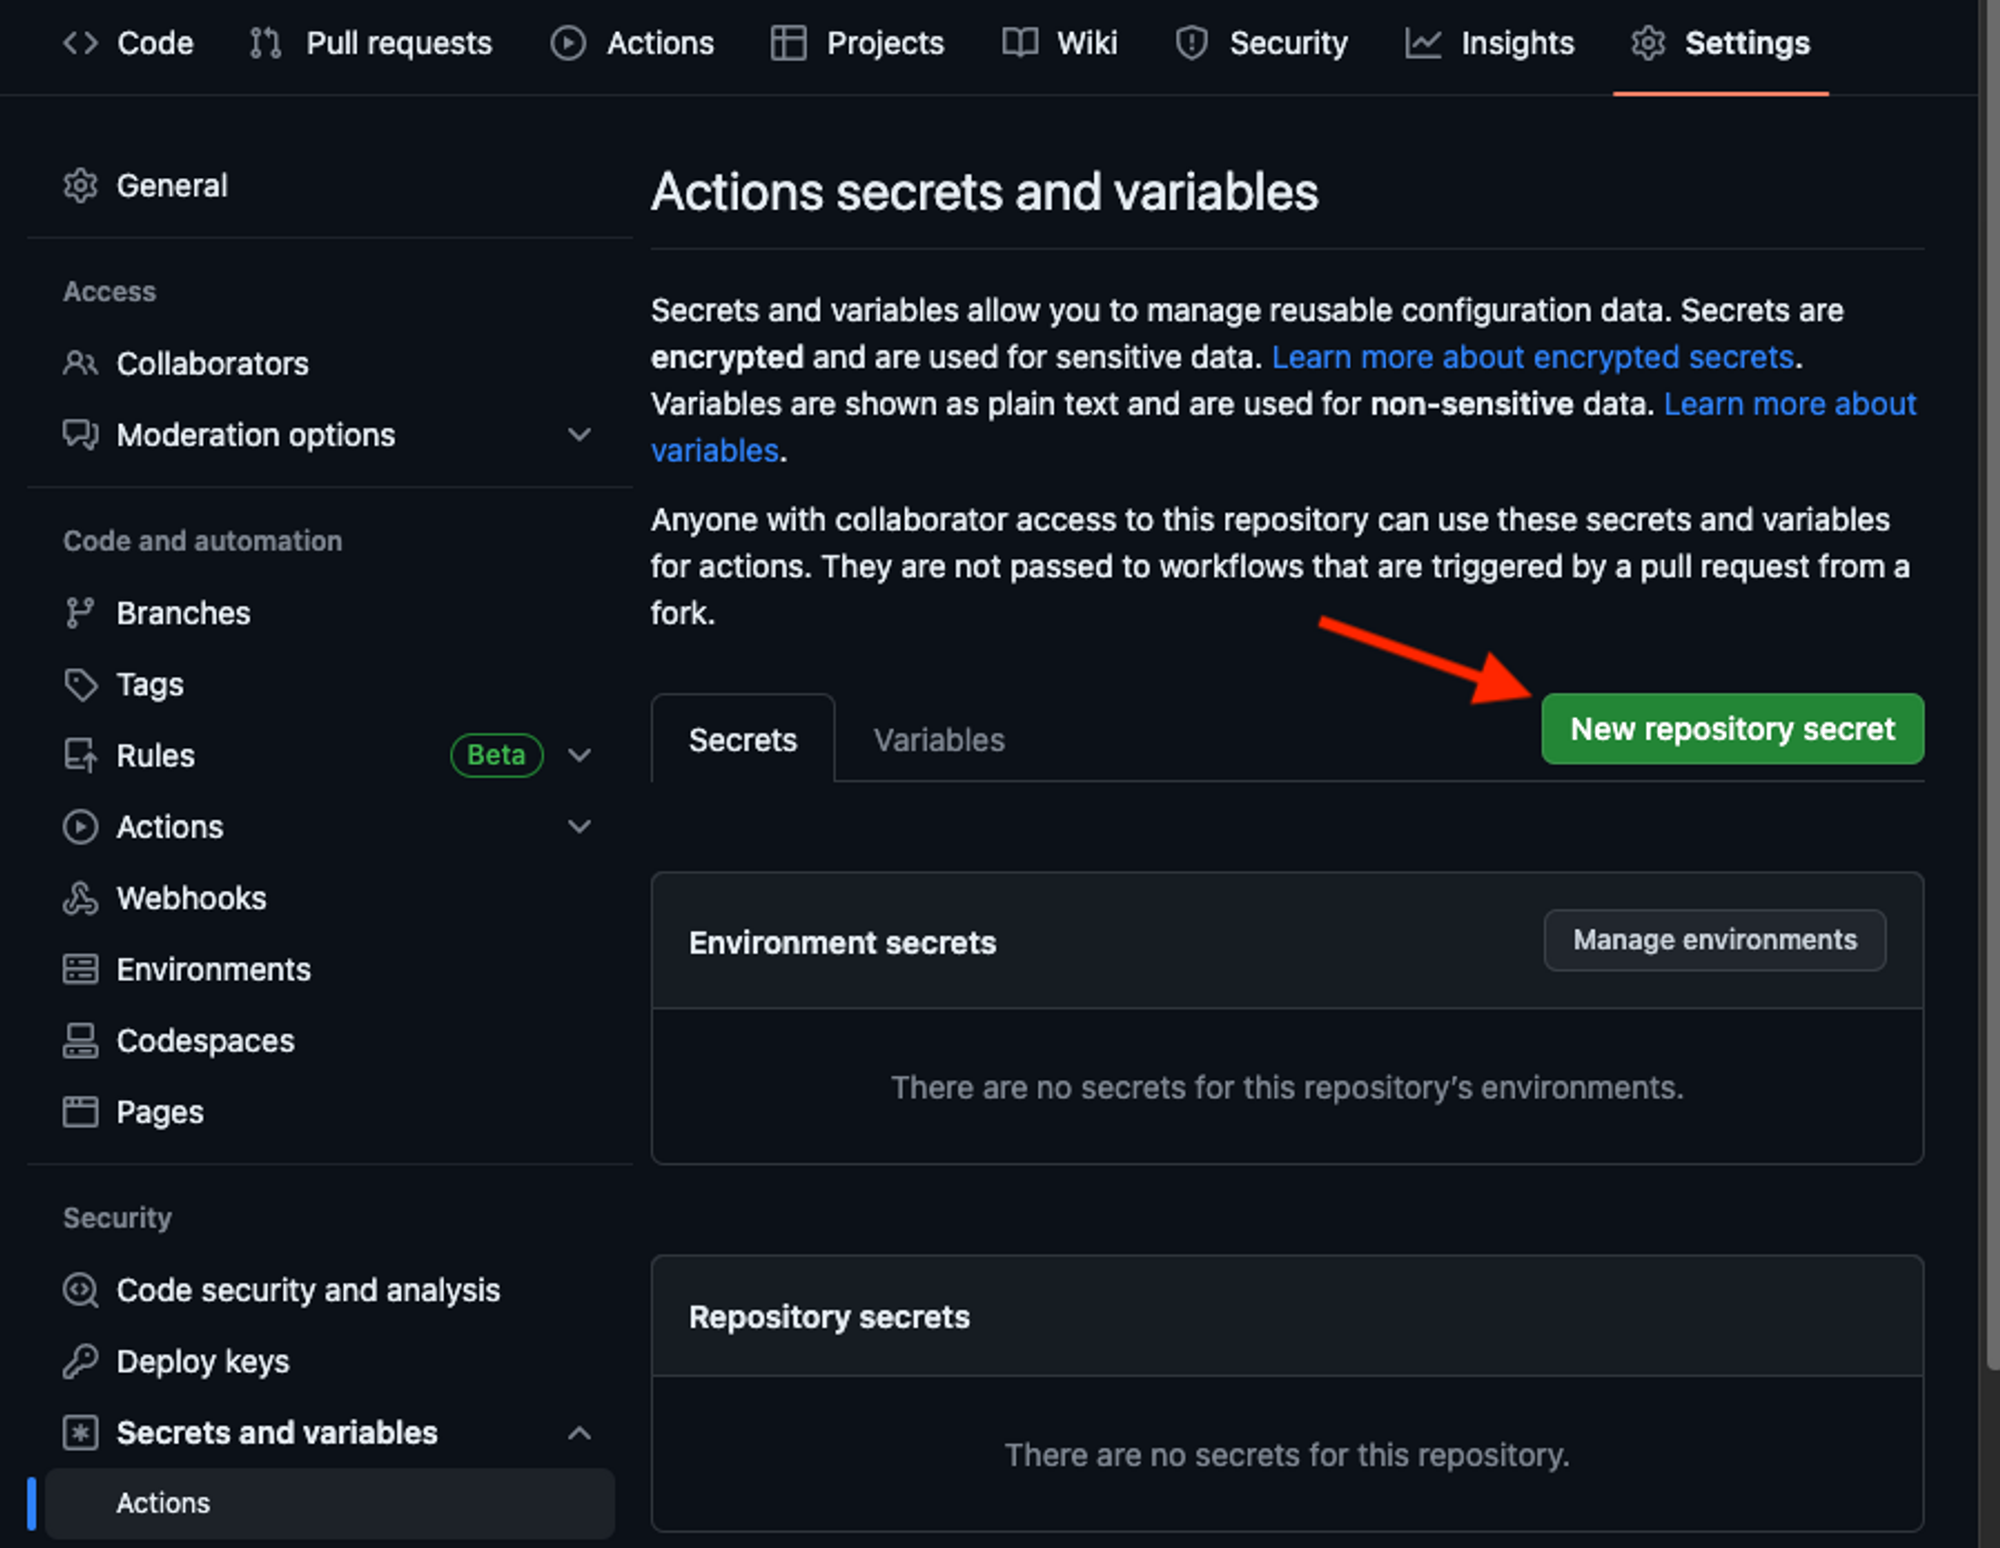 Code Pull requests Actions Projects Wiki Security Insights Settings
General
Access
Collaborators
Moderation options
Code and automation
Branches
Tags
Rules Beta
Actions
Webhooks
Environments
Codespaces
Pages
Security
Code security and analysis
Deploy keys
Secrets and variables
Actions
Actions secrets and variables
Secrets and variables allow you to manage reusable configuration data. Secrets are
encrypted and are used for sensitive data. Learn more about encrypted secrets.
Variables are shown as plain text and are used for non-sensitive data. Learn more about
variables.
Anyone with collaborator access to this repository can use these secrets and variables
for actions. They are not passed to workflows that are triggered by a pull request from a
fork.
Secrets Variables New repository secret
Environment secrets Manage environments
There are no secrets for this repository’s environments.
Repository secrets
There are no secrets for this repository.